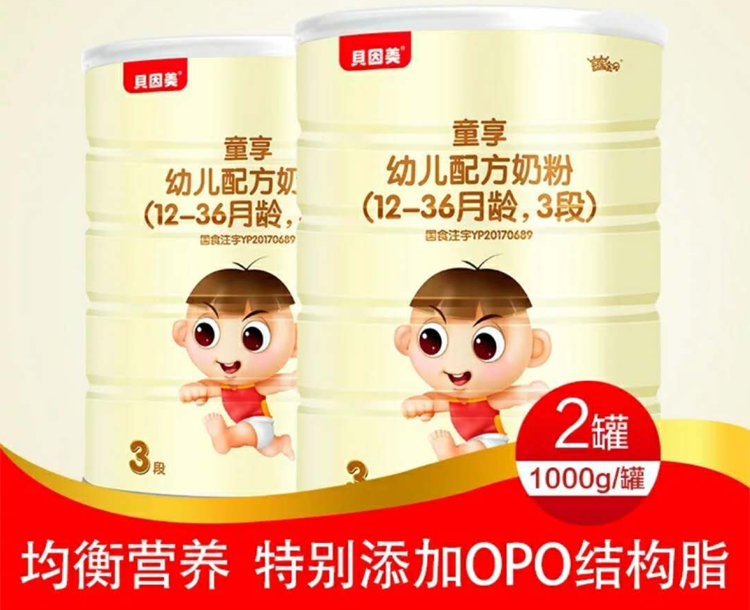 貝因美®
童享
幼儿配方奶
(12-36月龄,
国食注字YP20170689
3段
貝因美®
童享
幼儿配方奶粉
(12-36月龄, 3段)
国食注字YP20170689
3
2罐
1000g/罐
均衡营养 特别添加OPO结构脂